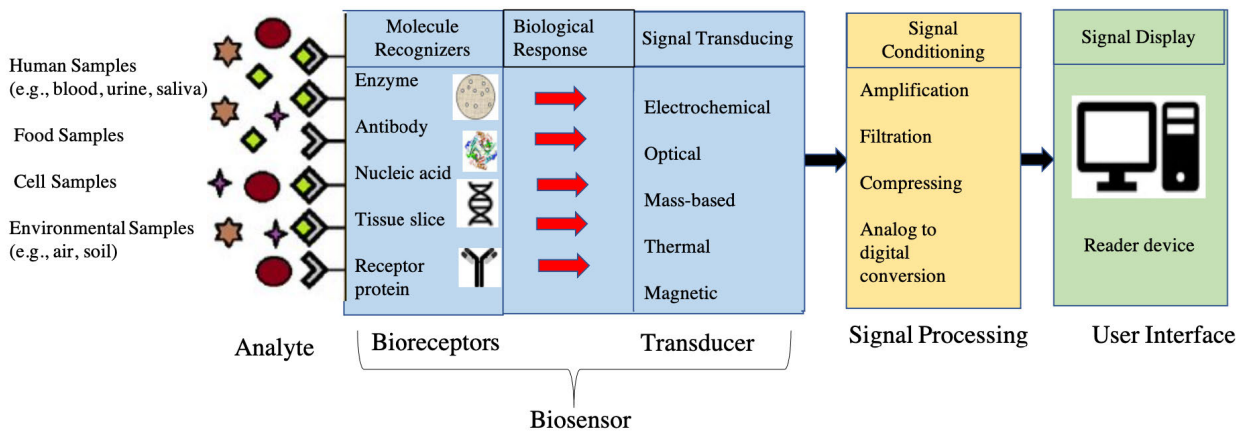 Human Samples
(e.g., blood, urine, saliva)
Food Samples
Cell Samples
Environmental Samples
(e.g., air, soil)
Analyte
Molecule
Recognizers
Enzyme
Antibody
Nucleic acid
Tissue slice
Receptor
protein
Bioreceptors
Biological
Response
Signal Transducing
Electrochemical
Optical
Mass-based
Thermal
Magnetic
Transducer
Biosensor
Signal
Conditioning
Amplification
Filtration
Compressing
Analog to
digital
conversion
Signal Processing
Signal Display
Reader device
User Interface